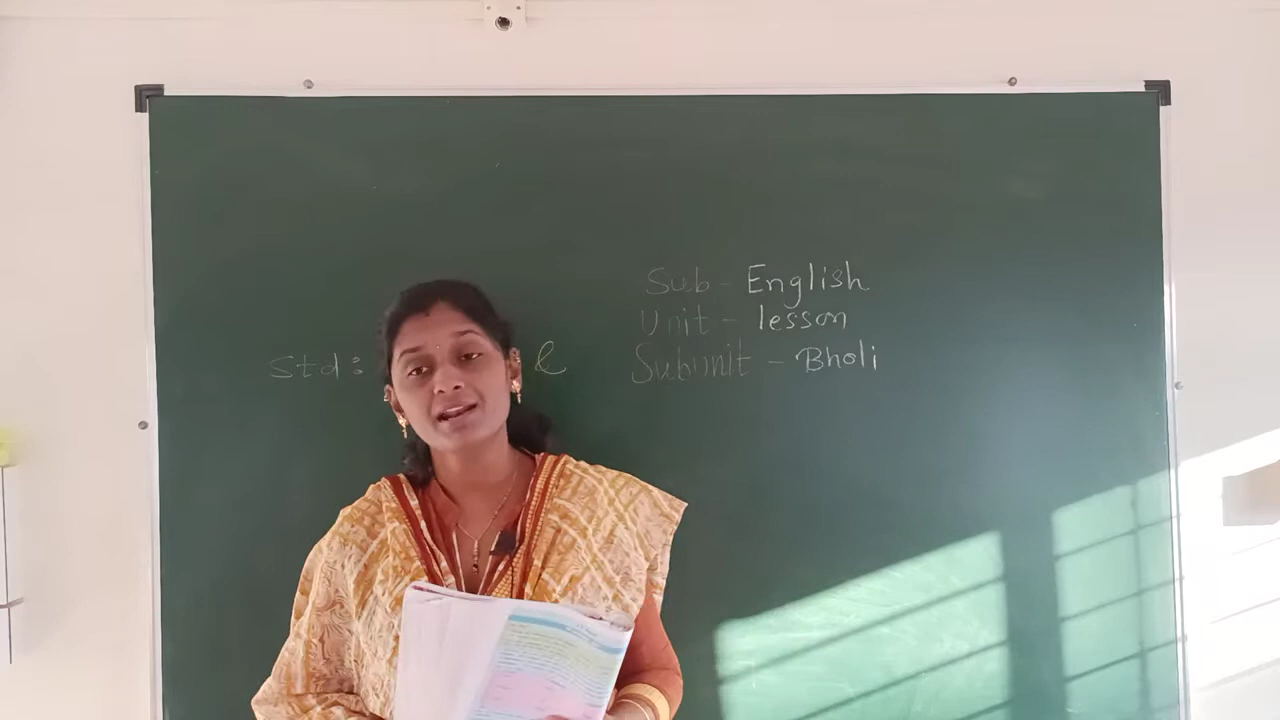 Sub - English
Unit - lesson
Std: &
Subunit - Bholi